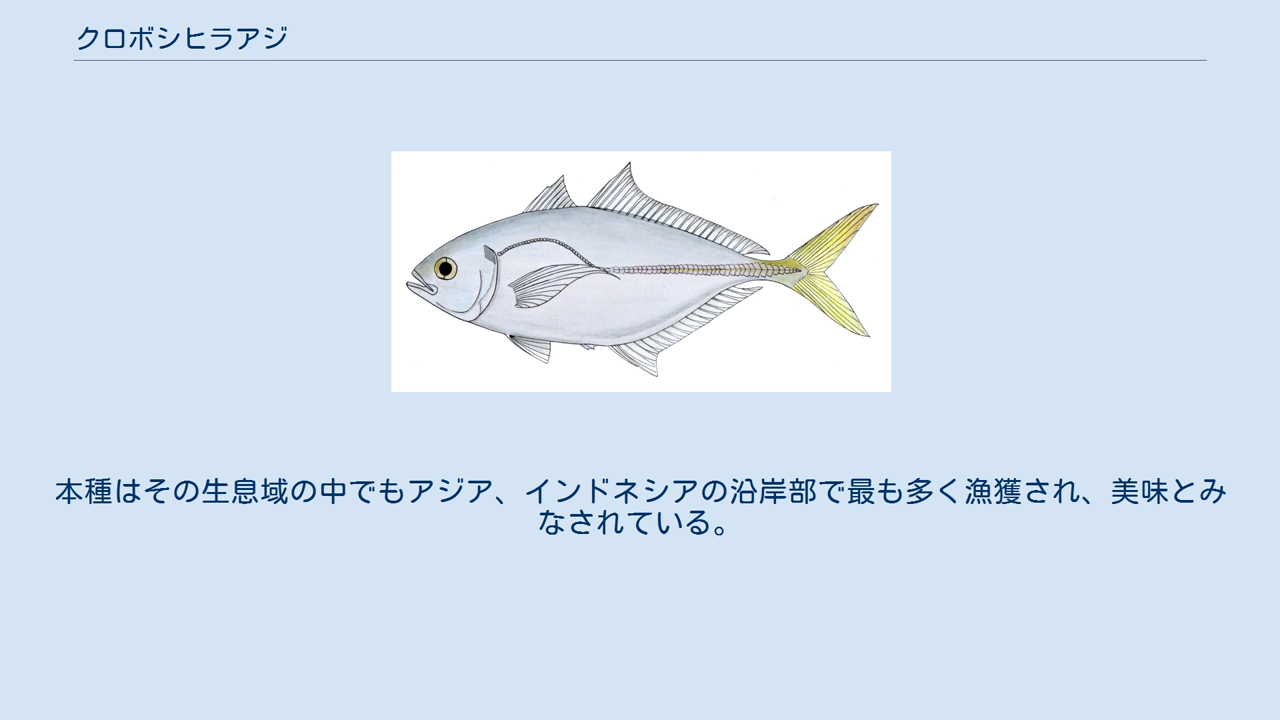 クロボシヒラアジ
本種はその生息域の中でもアジア、インドネシアの沿岸部で最も多く漁獲され、美味とみ
なされている。